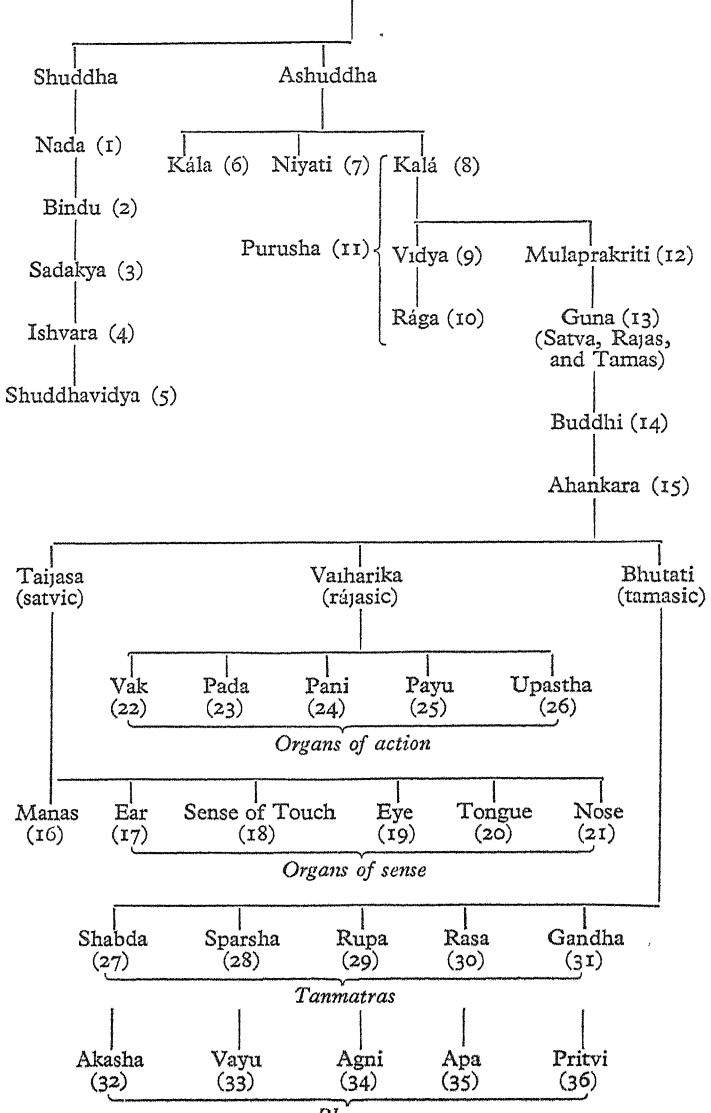 Shuddha Ashuddha
Nada (1) Kála (6) Niyati (7) Kalá (8)
Bindu (2)
Purusha (11) Vidya (9) Mulaprakriti (12)
Sadakya (3)
Ishvara (4) Rága (10) Guna (13)
(Satva, Rajas,
and Tamas)
Shuddhavidya (5)
Buddhi (14)
Ahankara (15)
Taijasa Vaiharika Bhutati
(satvic) (rájasic) (tamasic)
Vak Pada Pani Payu Upastha
(22) (23) (24) (25) (26)
Organs of action
Manas Ear Sense of Touch Eye Tongue Nose
(16) (17) (18) (19) (20) (21)
Organs of sense
Shabda Sparsha Rupa Rasa Gandha
(27) (28) (29) (30) (31)
Tanmatras
Akasha Vayu Agni Apa Pritvi
(32) (33) (34) (35) (36)